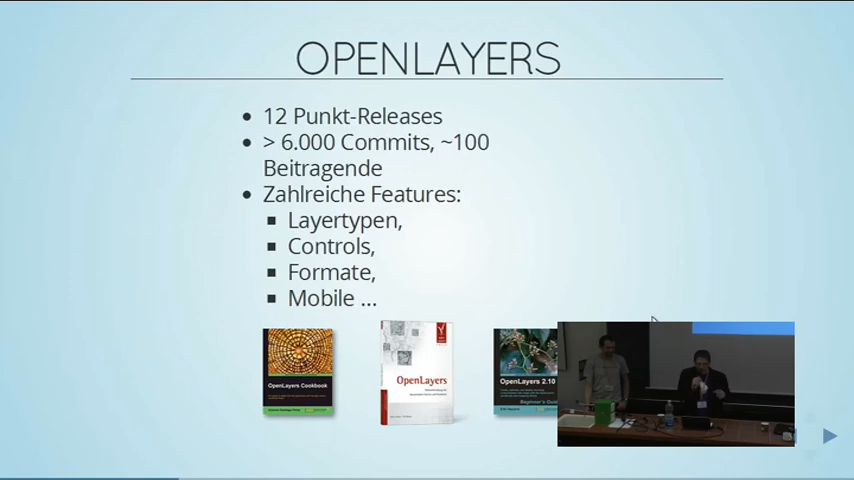 OPENLAYERS
• 12 Punkt-Releases
• > 6.000 Commits, ~100
Beitragende
• Zahlreiche Features:
▪ Layertypen,
▪ Controls,
▪ Formate,
▪ Mobile ...
OpenLayers Cookbook
OpenLayers
OpenLayers 2.10
Beginner's Guide